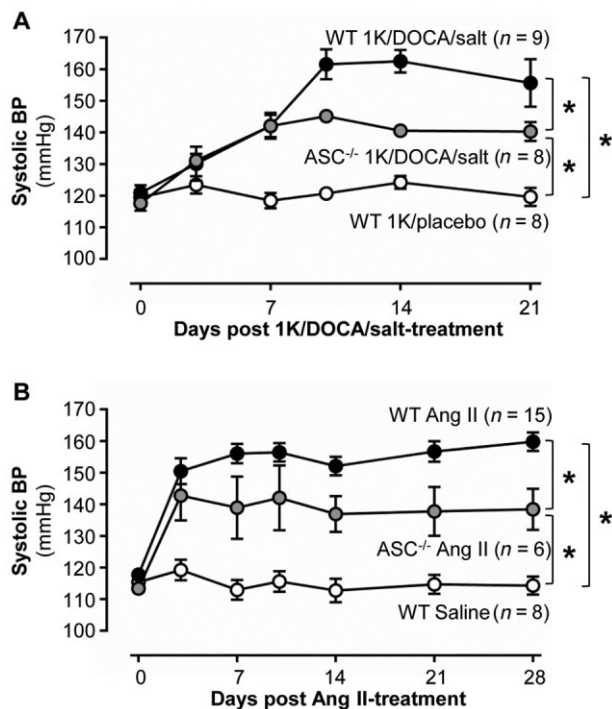 A
WT 1K/DOCA/salt (n = 9)
170
160
150
140
130
120
110
100
Systolic BP
(mmHg)
*
*
*
ASC-/- 1K/DOCA/salt (n = 8)
WT 1K/placebo (n = 8)
0
7
14
21
Days post 1K/DOCA/salt-treatment
B
WT Ang II (n = 15)
170
160
150
140
130
120
110
100
Systolic BP
(mmHg)
*
*
*
ASC-/- Ang II (n = 6)
WT Saline (n = 8)
0
7
14
21
28
Days post Ang II-treatment